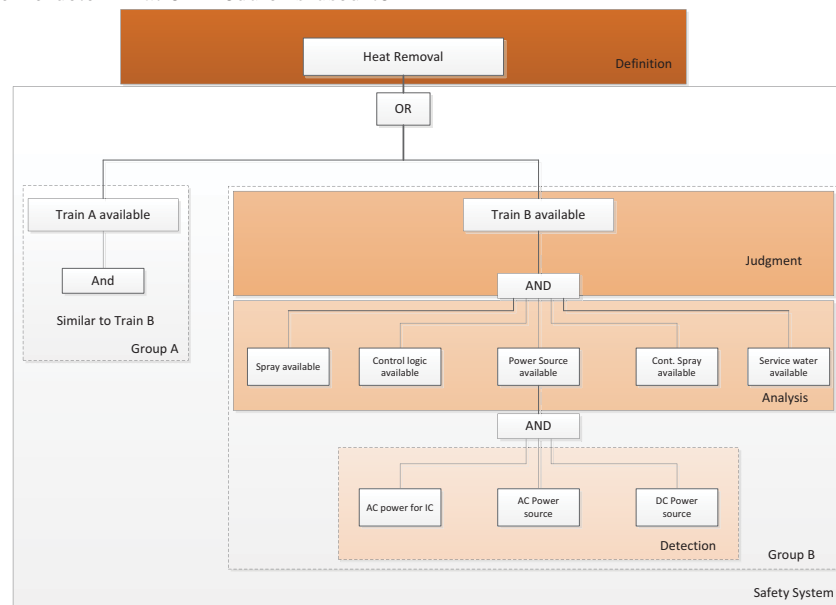 Heat Removal
Definition
OR
Train A available
Train B available
Judgment
And
AND
Similar to Train B
Group A
Spray available
Control logic
available
Power Source
available
Cont. Spray
available
Service water
available
Analysis
AND
AC power for IC
AC Power
source
DC Power
source
Detection
Group B
Safety System